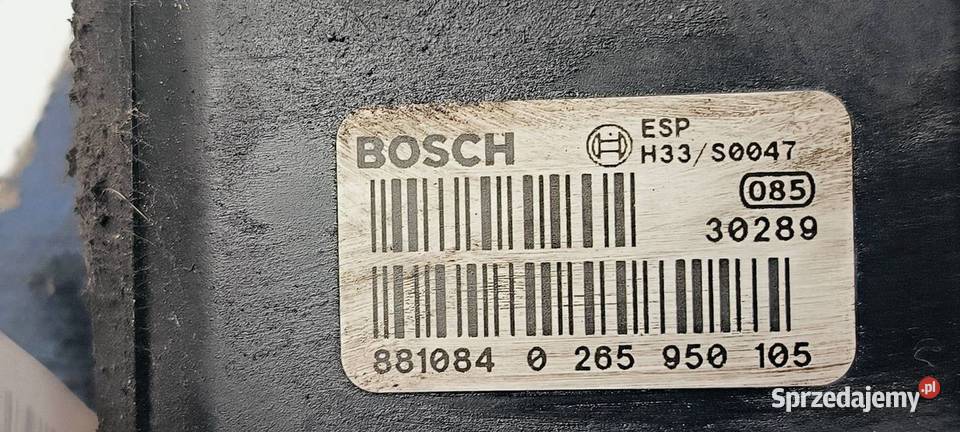 BOSCH ESP
H33/S0047
085
30289
881084 0 265 950 105
Sprzedajemy.pl